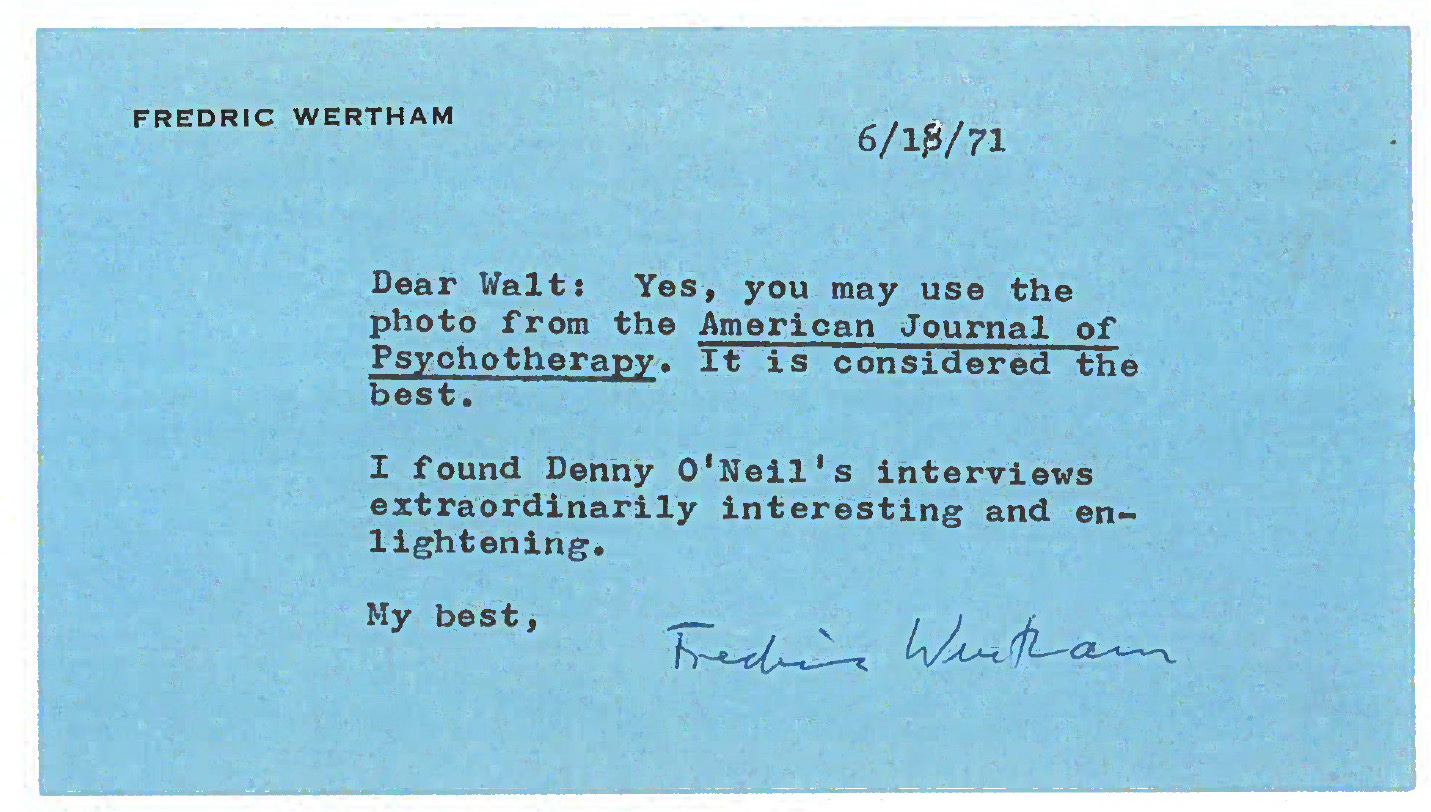 FREDRIC WERTHAM
6/18/71
Dear Walt: Yes, you may use the
photo from the American Journal of
Psychotherapy. It is considered the
best.
I found Denny O'Neil's interviews
extraordinarily interesting and en-
lightening.
My best,
Fredric Wertham